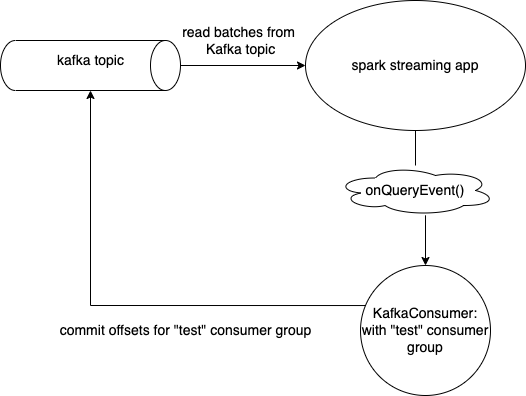 read batches from
Kafka topic
kafka topic
spark streaming app
onQueryEvent()
KafkaConsumer:
with "test" consumer
group
commit offsets for "test" consumer group